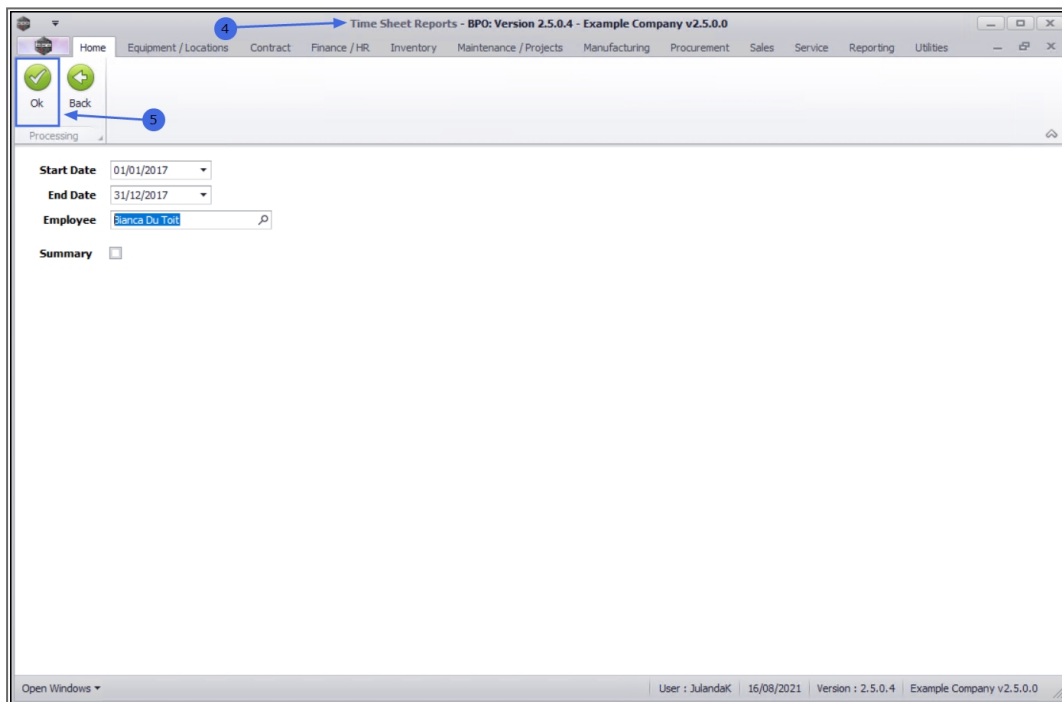 Time Sheet Reports - BPO: Version 2.5.0.4 - Example Company v2.5.0.0
4
Home Equipment / Locations Contract Finance / HR Inventory Maintenance / Projects Manufacturing Procurement Sales Service Reporting Utilities
Ok Back
5
Processing
Start Date 01/01/2017
End Date 31/12/2017
Employee Bianca Du Toit
Summary
Open Windows User : JulandaK 16/08/2021 Version : 2.5.0.4 Example Company v2.5.0.0